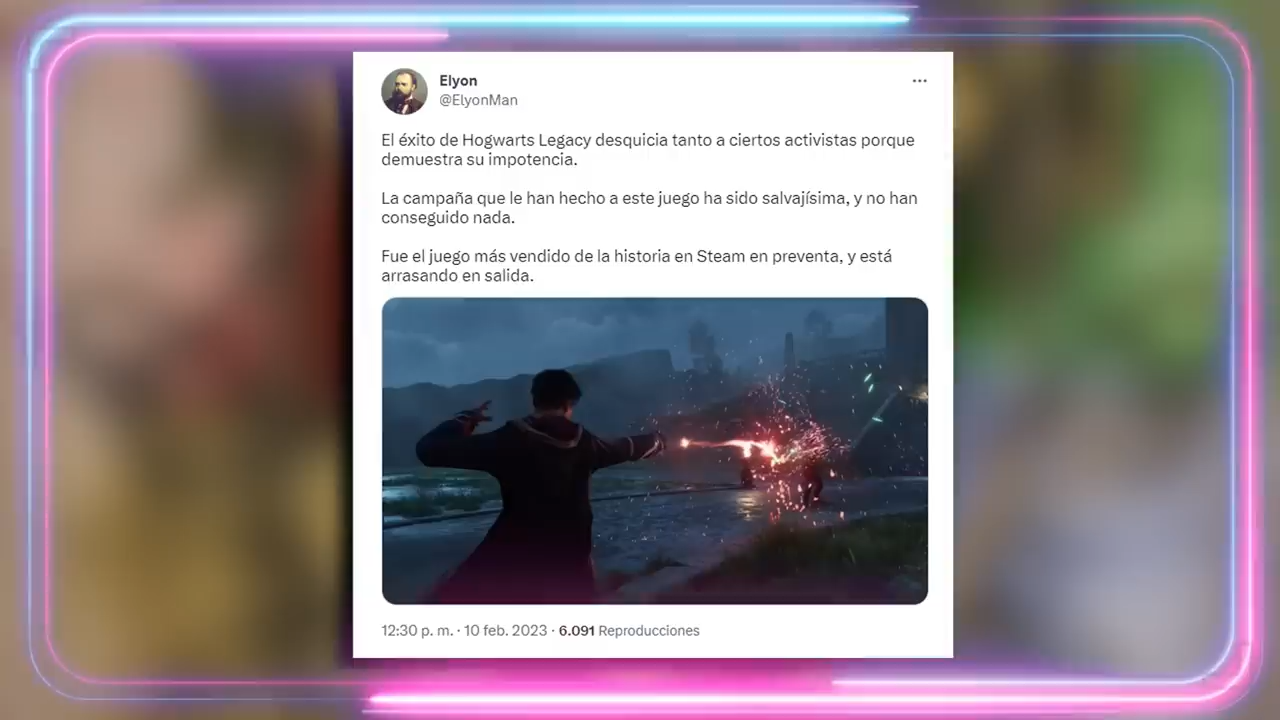 Elyon
@ElyonMan
El éxito de Hogwarts Legacy desquicia tanto a ciertos activistas porque
demuestra su impotencia.
La campaña que le han hecho a este juego ha sido salvajísima, y no han
conseguido nada.
Fue el juego más vendido de la historia en Steam en preventa, y está
arrasando en salida.
12:30 p. m. · 10 feb. 2023 · 6.091 Reproducciones